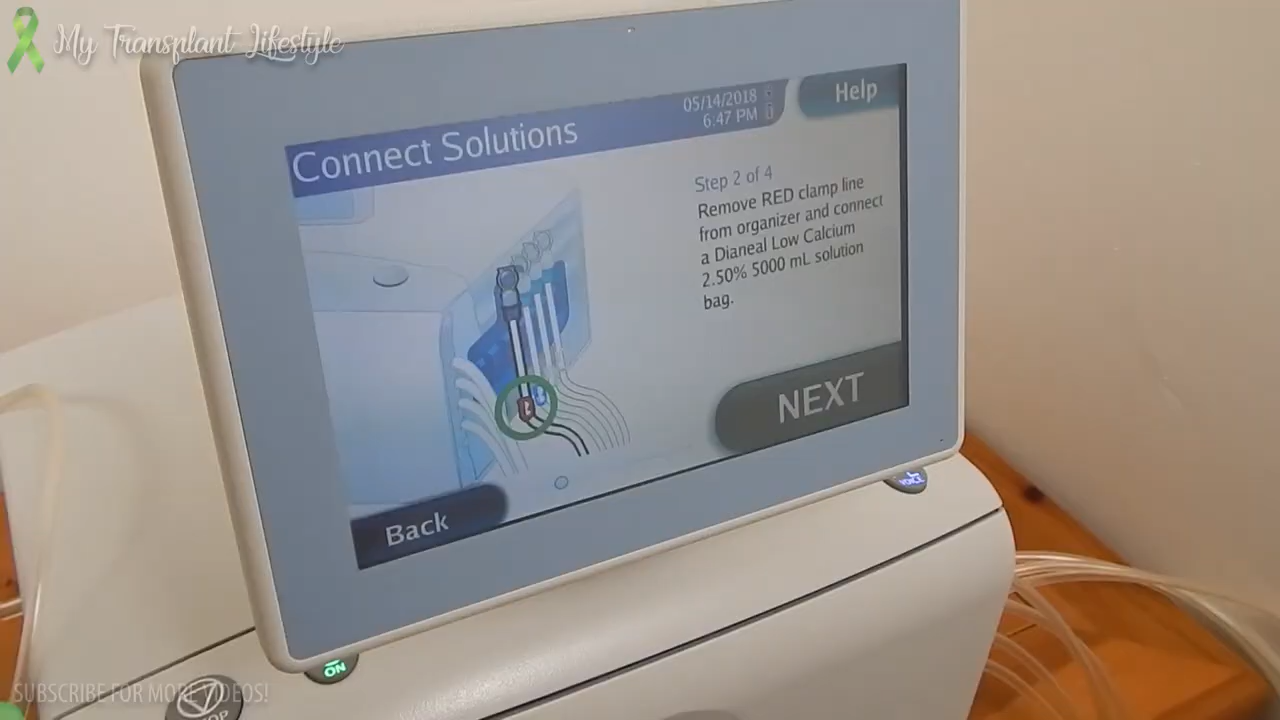 My Transplant Lifestyle
Connect Solutions
05/14/2018
6:47 PM
Help
Step 2 of 4
Remove RED clamp line
from organizer and connect
a Dianeal Low Calcium
2.50% 5000 mL solution
bag.
NEXT
Back
VOICE
ON
SUBSCRIBE FOR MORE VIDEOS!